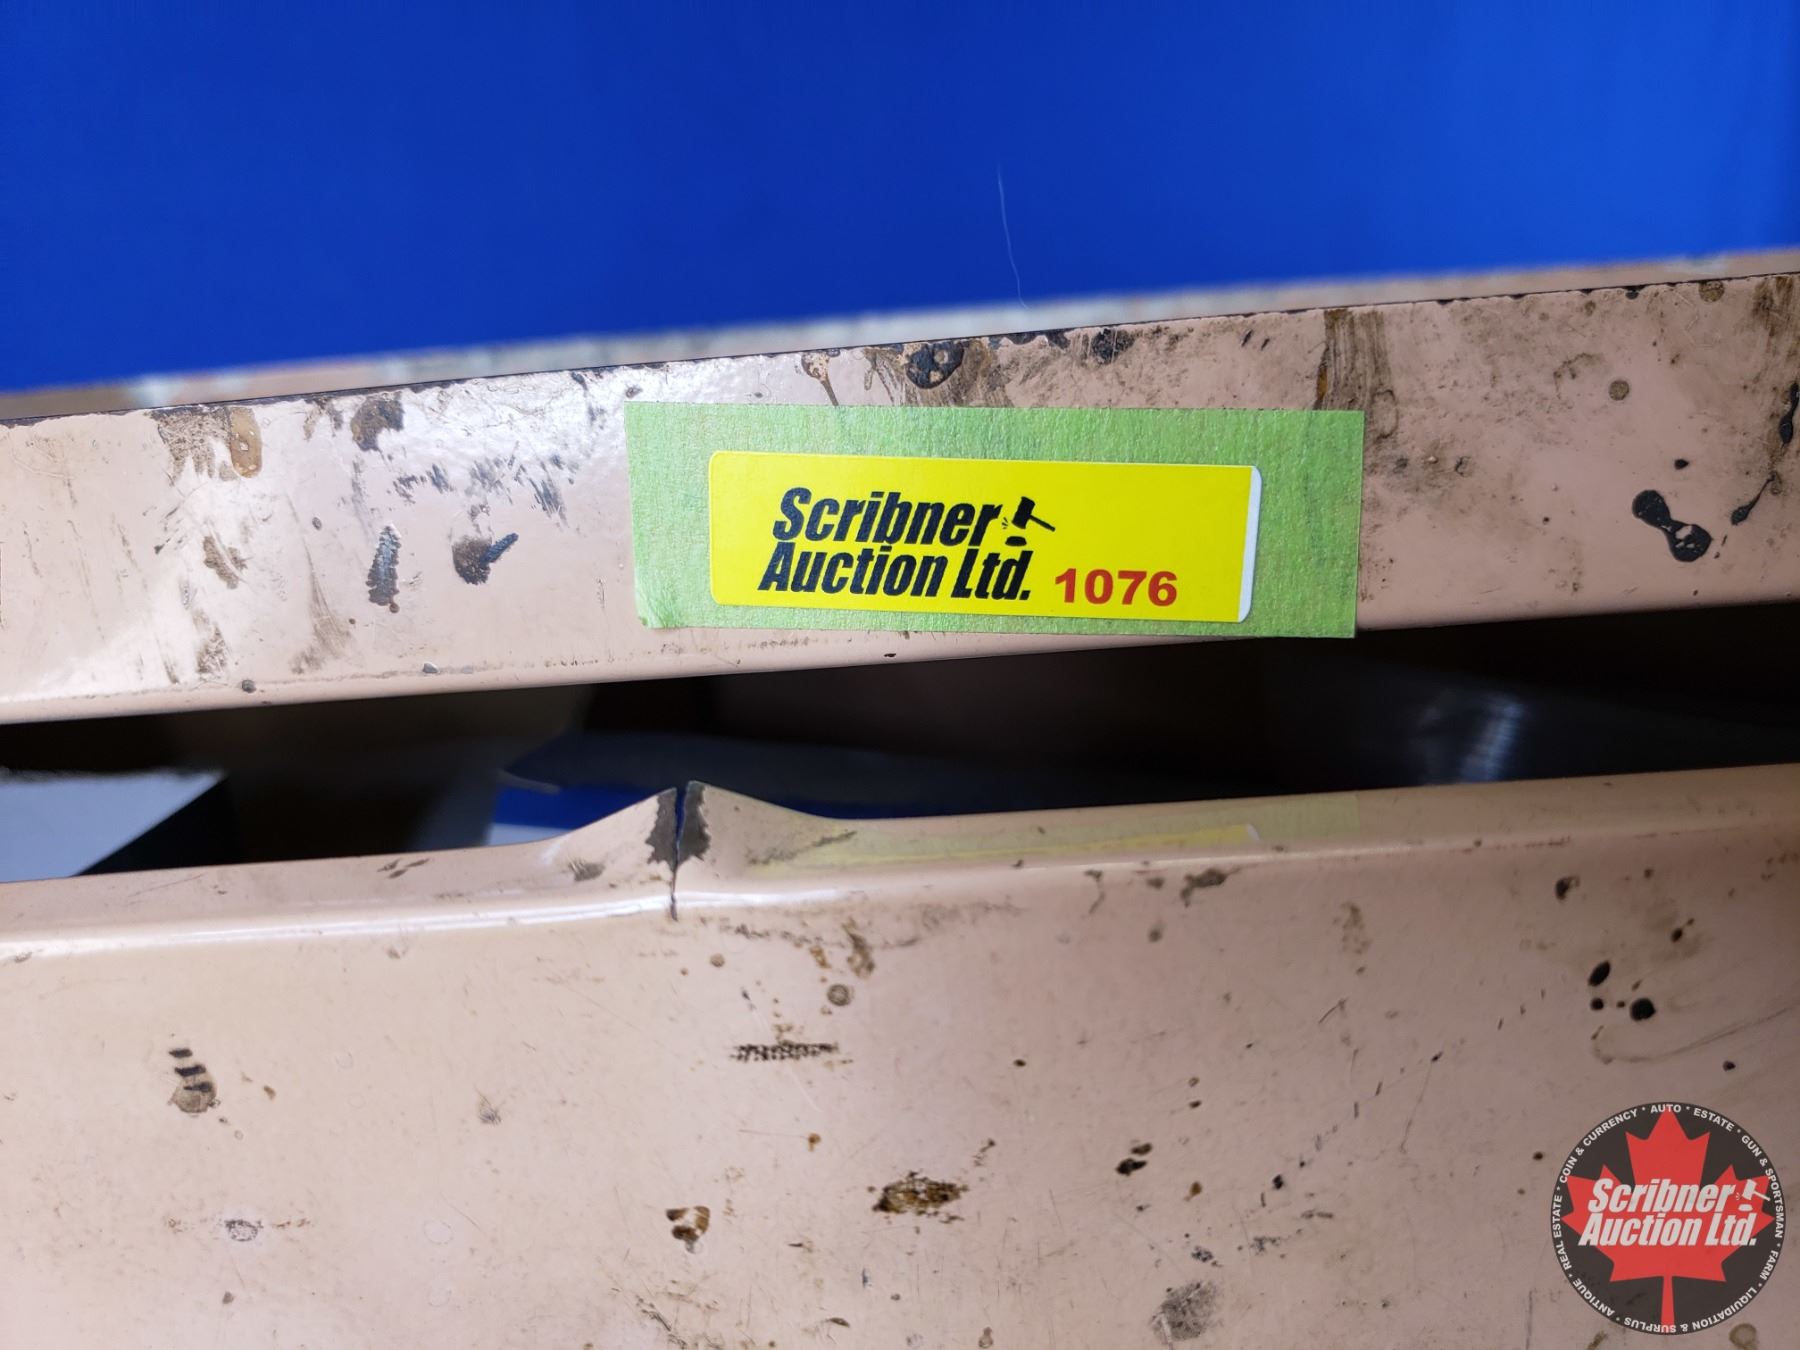 Scribner
Auction Ltd. 1076
COIN & CURRENCY * AUTO * ESTATE * GUN & SPORTSMAN * FARM * LIQUIDATION & SURPLUS * ANTIQUE * REAL ESTATE *
Scribner
Auction Ltd.